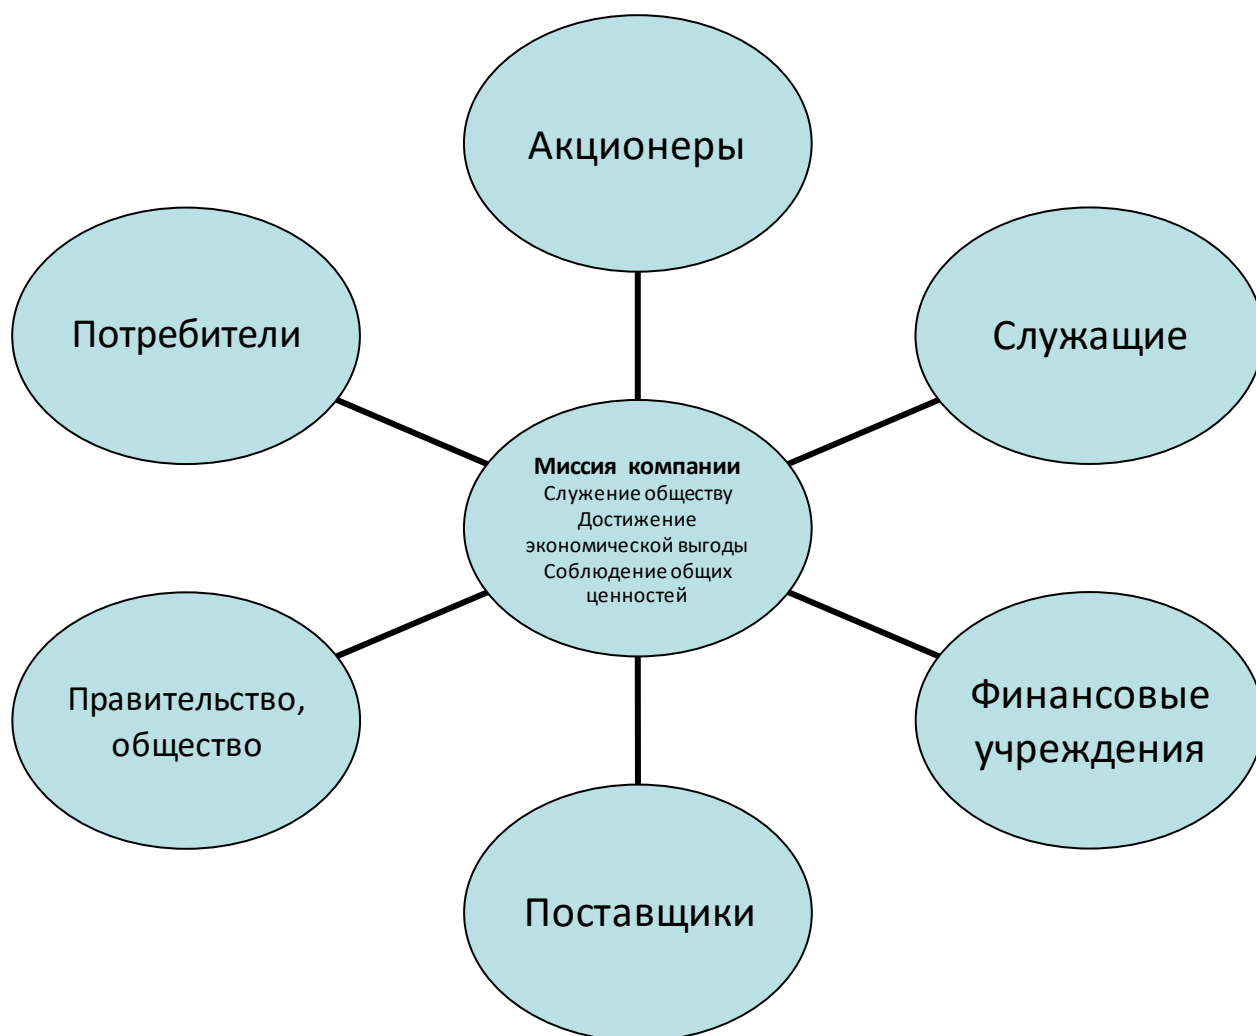 Акционеры
Потребители
Служащие
Миссия компании
Служение обществу
Достижение
экономической выгоды
Соблюдение общих
ценностей
Правительство,
общество
Финансовые
учреждения
Поставщики